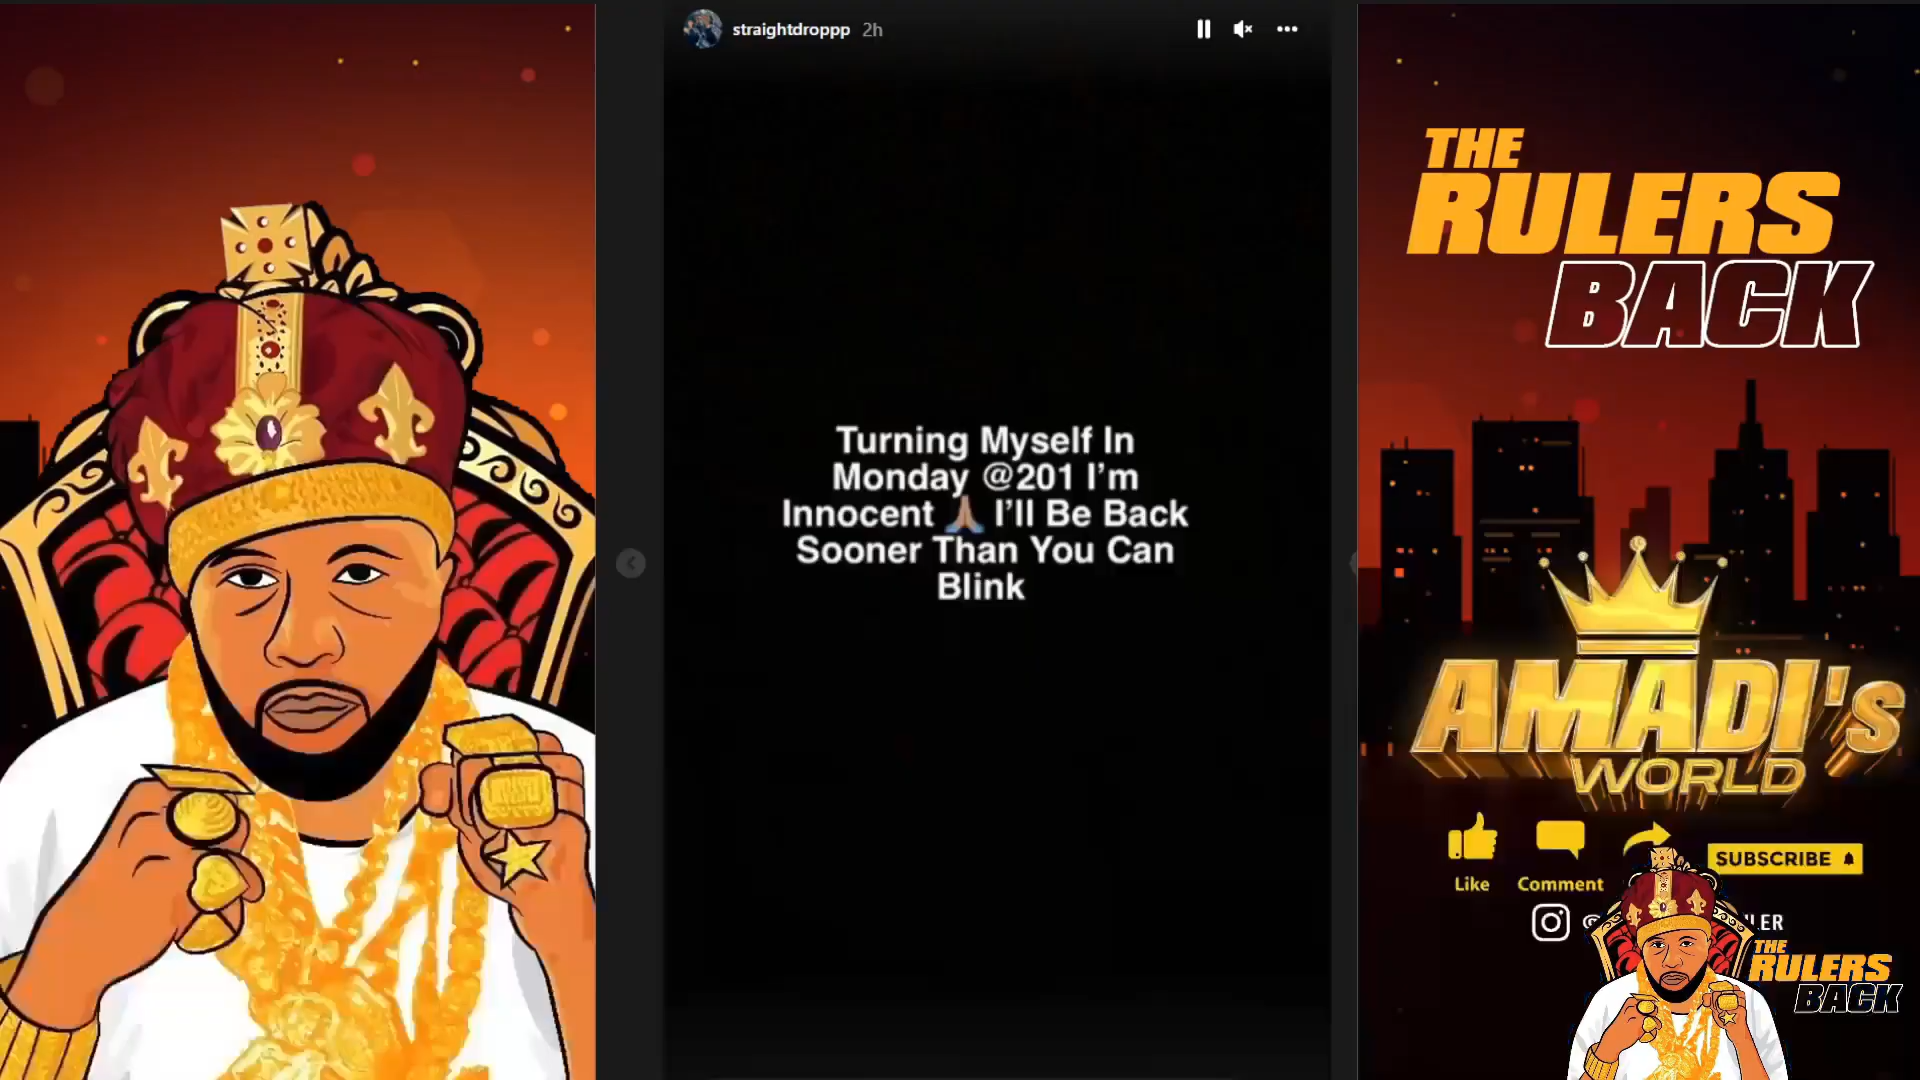 straightdroppp 2h
Turning Myself In
Monday @201 I’m
Innocent 🙏🏽 I’ll Be Back
Sooner Than You Can
Blink
THE
RULERS
BACK
AMADI's
WORLD
SUBSCRIBE
Like Comment
THE
RULERS
BACK